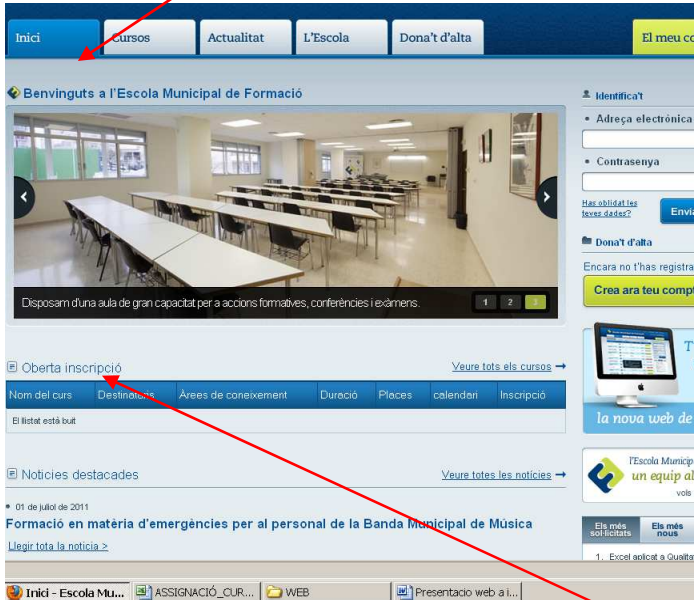 Inici
Cursos
Actualitat
L'Escola
Dona't d'alta
El meu co
Benvinguts a l'Escola Municipal de Formació
Disposam d'una aula de gran capacitat per a accions formatives, conferències i exàmens.
1 2 3
Oberta inscripció
Veure tots els cursos
Nom del curs Destinataris Àrees de coneixement Duració Places calendari Inscripció
El llistat està buit
Noticies destacades
Veure totes les notícies
01 de juliol de 2011
Formació en matèria d'emergències per al personal de la Banda Municipal de Música
Llegir tota la noticia >
Identifica't
Adreça electrónica
Contrasenya
Has oblidat les
teves dades?
Envia
Dona't d'alta
Encara no t'has registra
Crea ara teu compt
T
la nova web de
l'Escola Municip
un equip al
vols
Els més
sol·licitats
Els més
nous
1. Excel aplicat a Qualita
Inici - Escola Mu...
ASSIGNACIÓ_CUR...
WEB
Presentacio web a i...